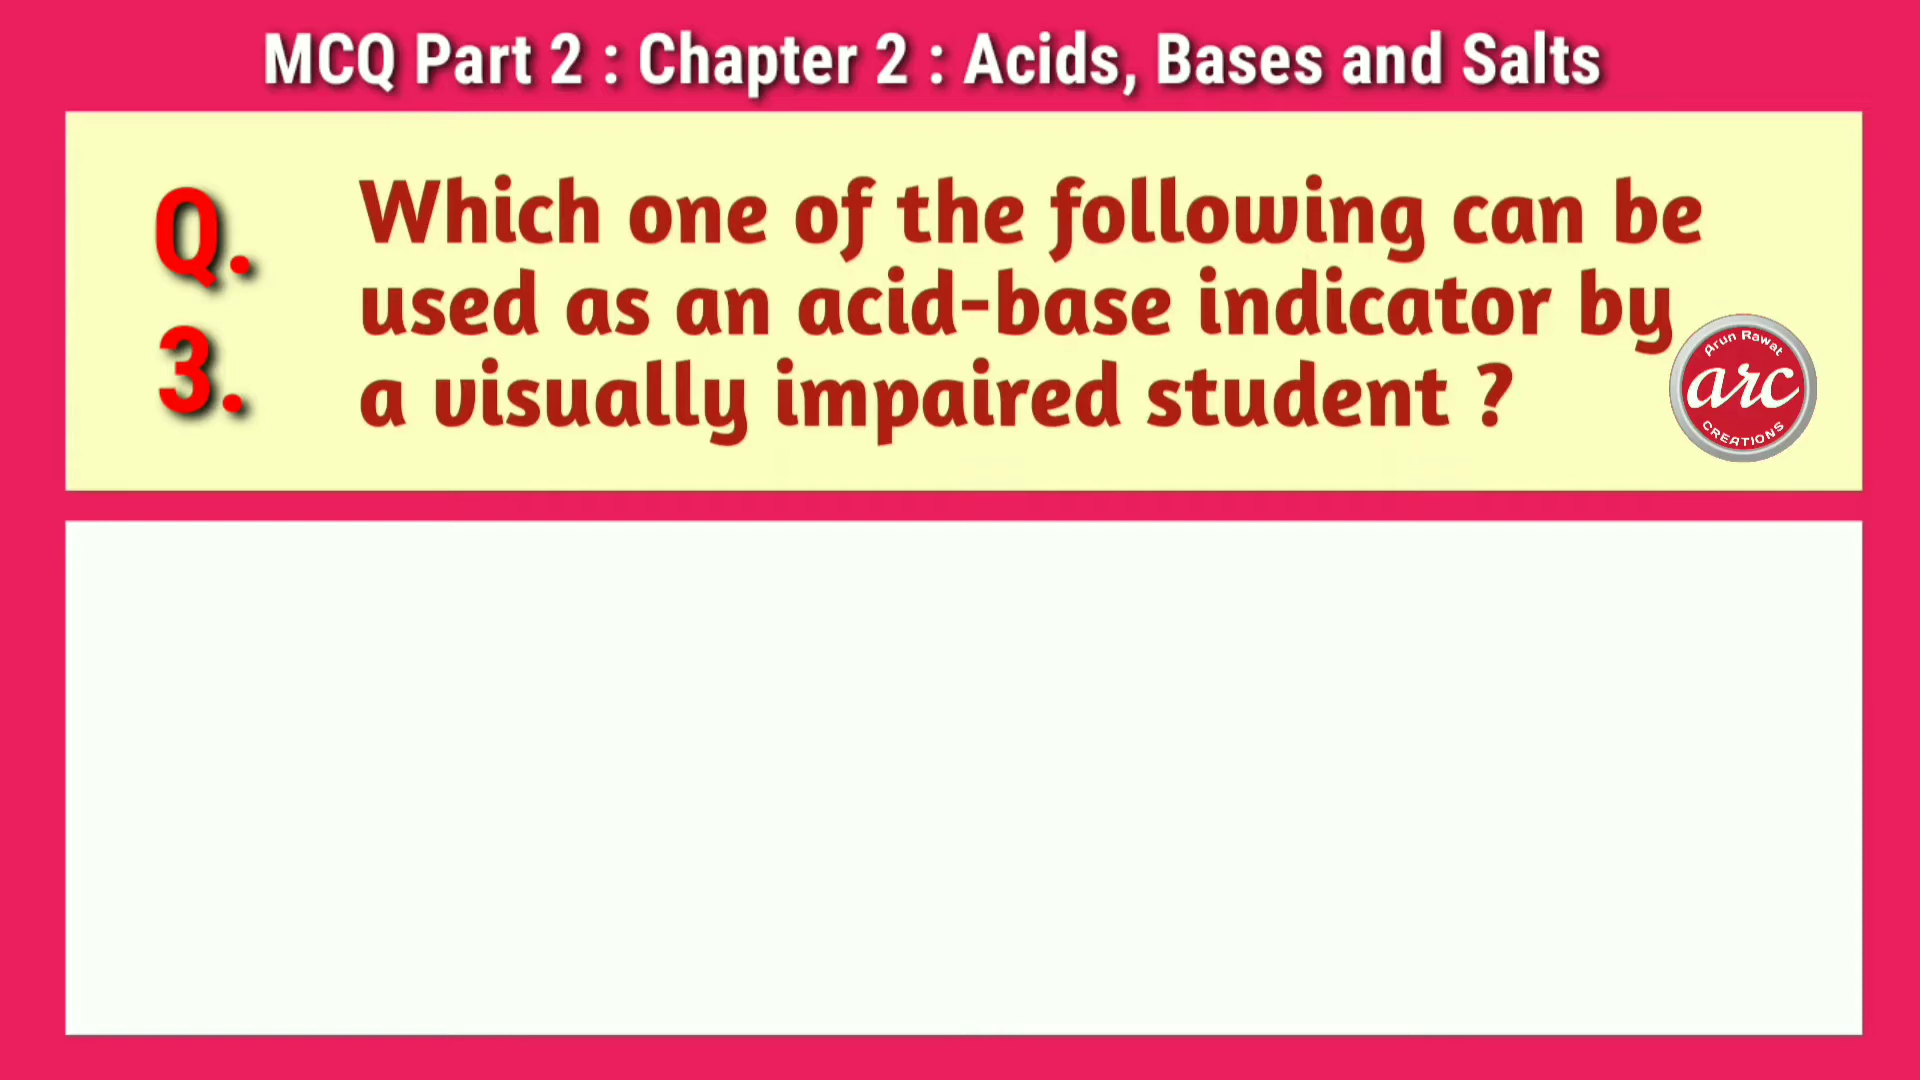 MCQ Part 2 : Chapter 2 : Acids, Bases and Salts
Q. 3.
Which one of the following can be
used as an acid-base indicator by
a visually impaired student ?
Arun Rawat
arc
CREATIONS